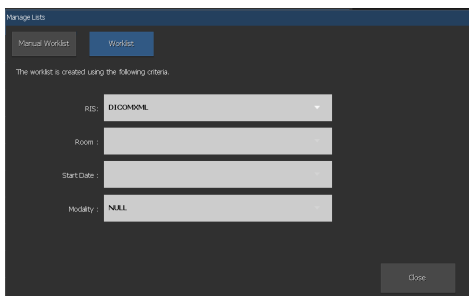 Manage Lists
Manual Worklist
Worklist
The worklist is created using the following criteria.
RIS: DICOMXML
Room :
Start Date :
Modality : NULL
Close